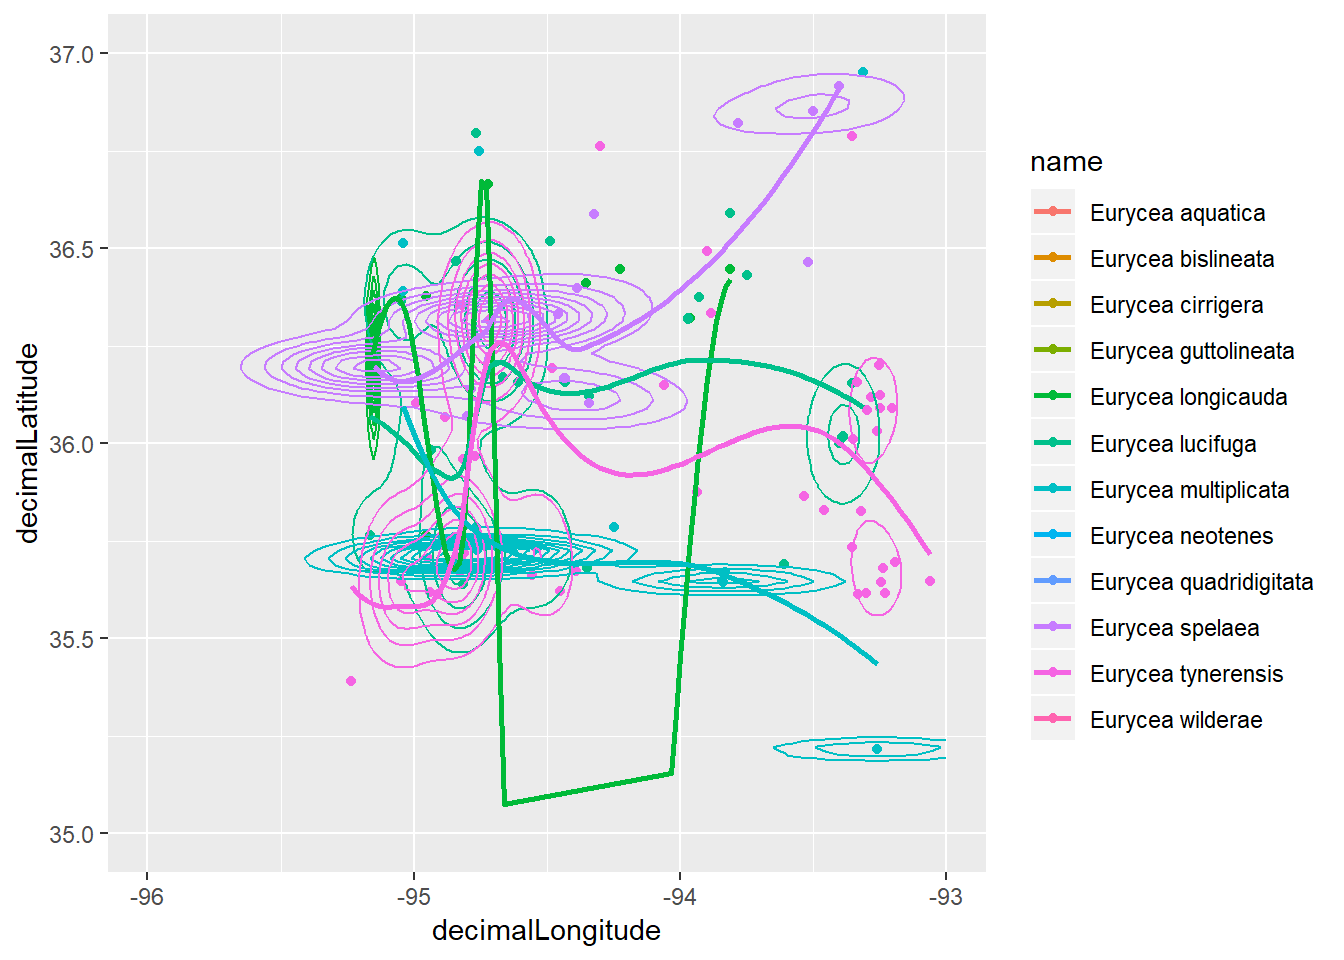 37.0
36.5
36.0
35.5
35.0
decimalLatitude
-96
-95
-94
-93
decimalLongitude
name
Eurycea aquatica
Eurycea bislineata
Eurycea cirrigera
Eurycea guttolineata
Eurycea longicauda
Eurycea lucifuga
Eurycea multiplicata
Eurycea neotenes
Eurycea quadridigitata
Eurycea spelaea
Eurycea tynerensis
Eurycea wilderae